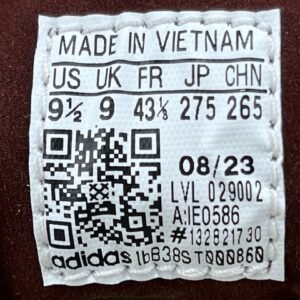 MADE IN VIETNAM
US UK FR JP CHN
9½ 9 43⅓ 275 265
08/23
LVL 029002
A:IE0586
#132821730
adidas IbB38ST000860